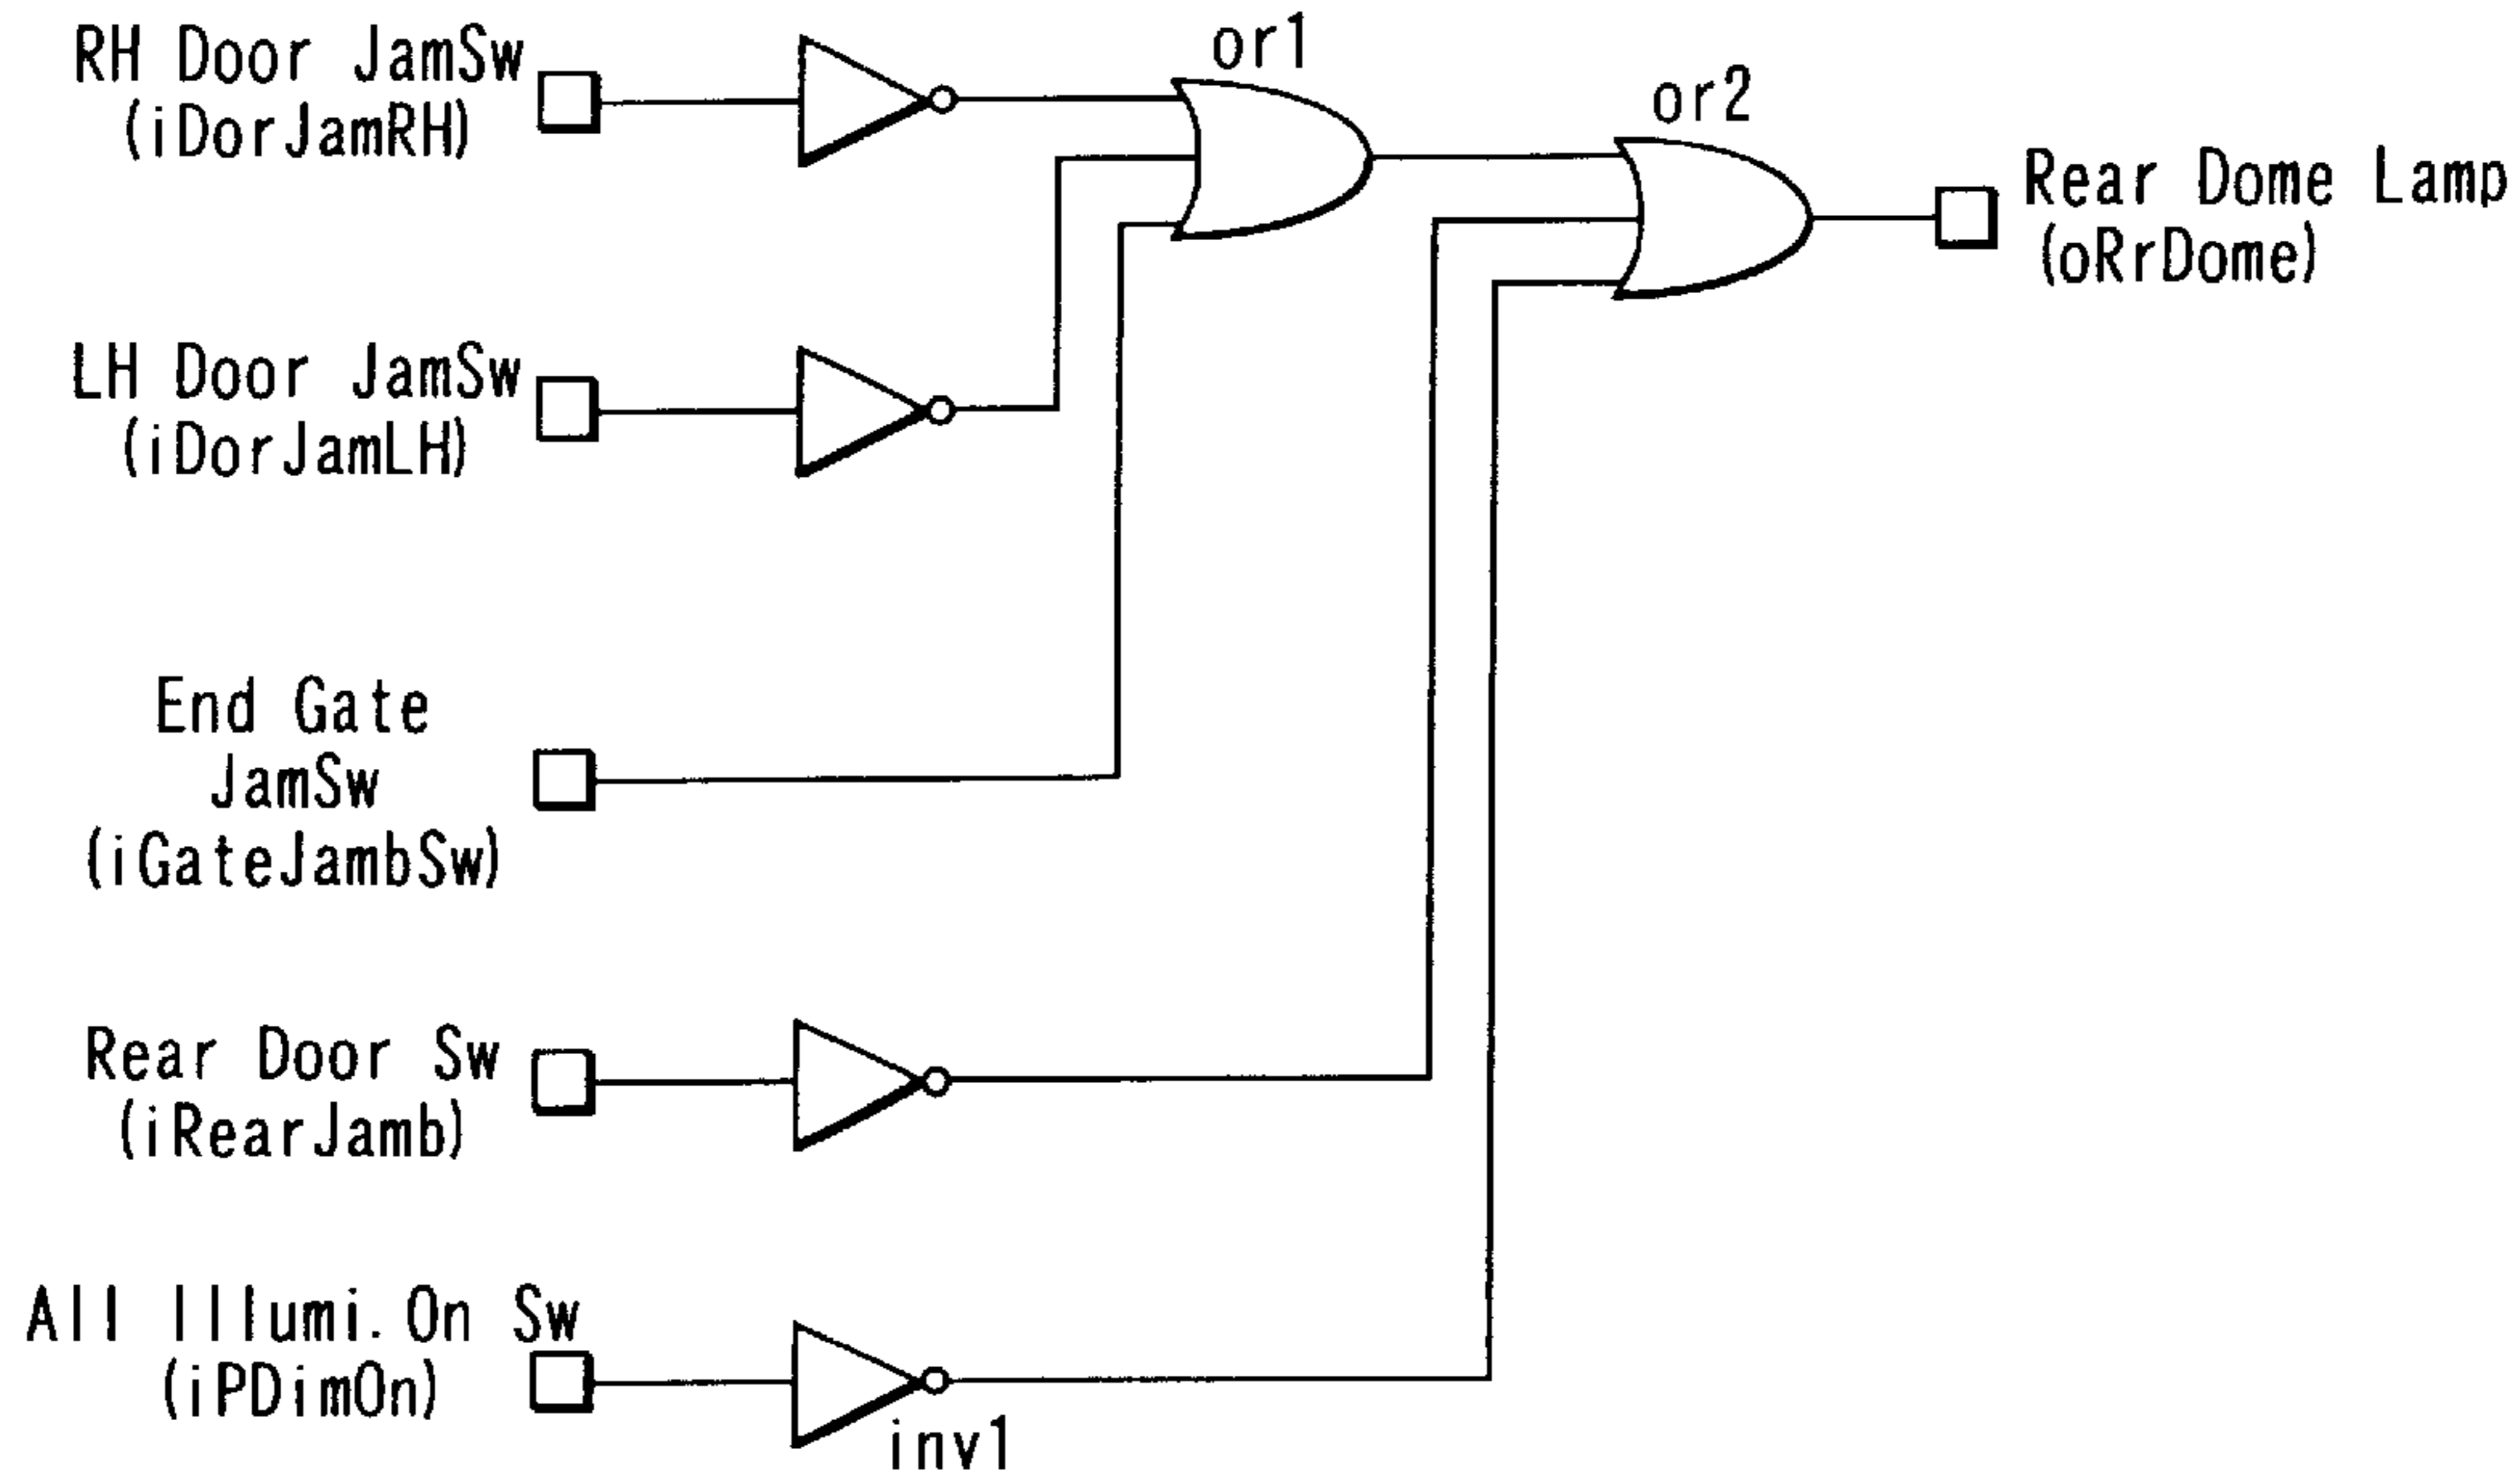 RH Door JamSw
(iDorJamRH)
or1
or2
Rear Dome Lamp
(oRrDome)
LH Door JamSw
(iDorJamLH)
End Gate
JamSw
(iGateJambSw)
Rear Door Sw
(iRearJamb)
All Illumi.On Sw
(iPDimOn)
inv1